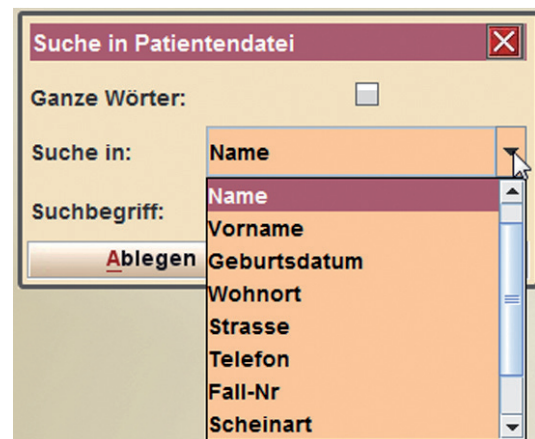 Suche in Patientendatei
Ganze Wörter:
Suche in: Name
Suchbegriff:
Ablegen
Name
Vorname
Geburtsdatum
Wohnort
Strasse
Telefon
Fall-Nr
Scheinart